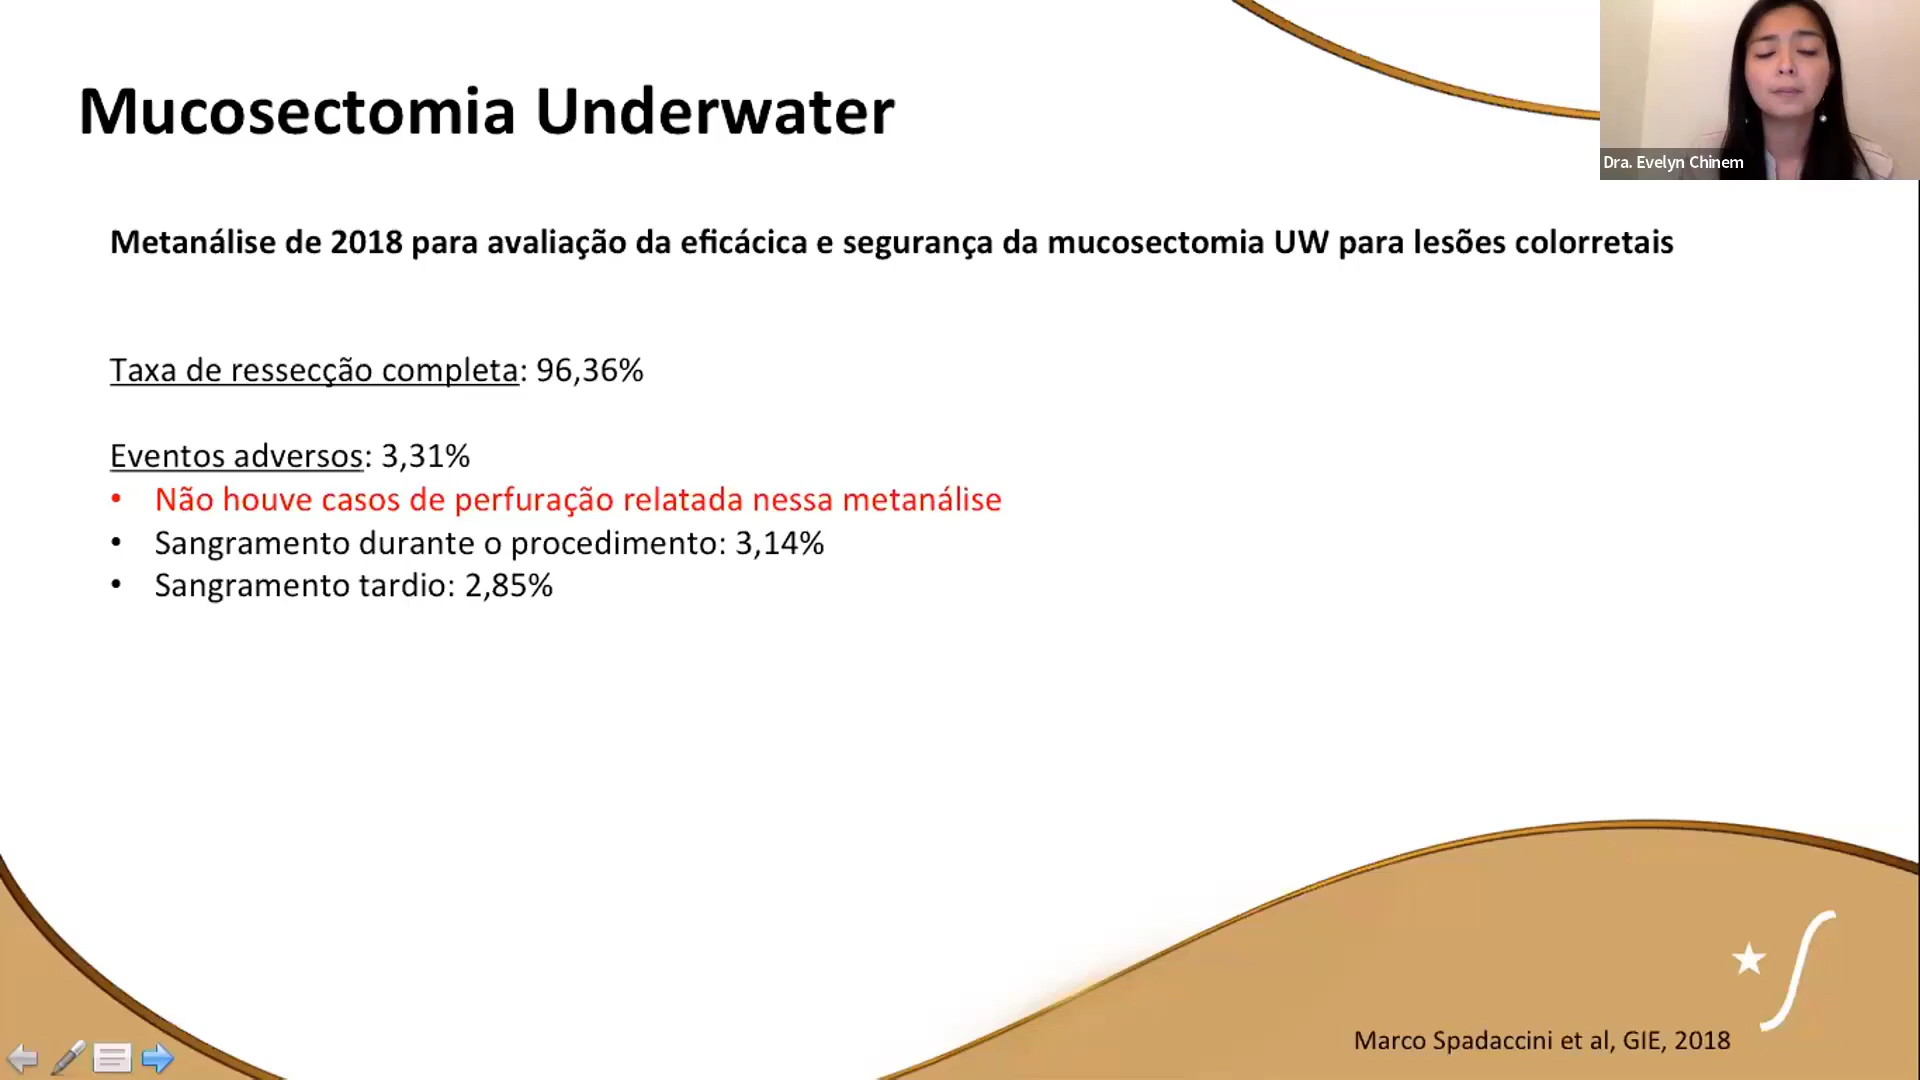 Mucosectomia Underwater
Dra. Evelyn Chinem
Metanálise de 2018 para avaliação da eficácica e segurança da mucosectomia UW para lesões colorretais
Taxa de ressecção completa: 96,36%
Eventos adversos: 3,31%
• Não houve casos de perfuração relatada nessa metanálise
• Sangramento durante o procedimento: 3,14%
• Sangramento tardio: 2,85%
Marco Spadaccini et al, GIE, 2018